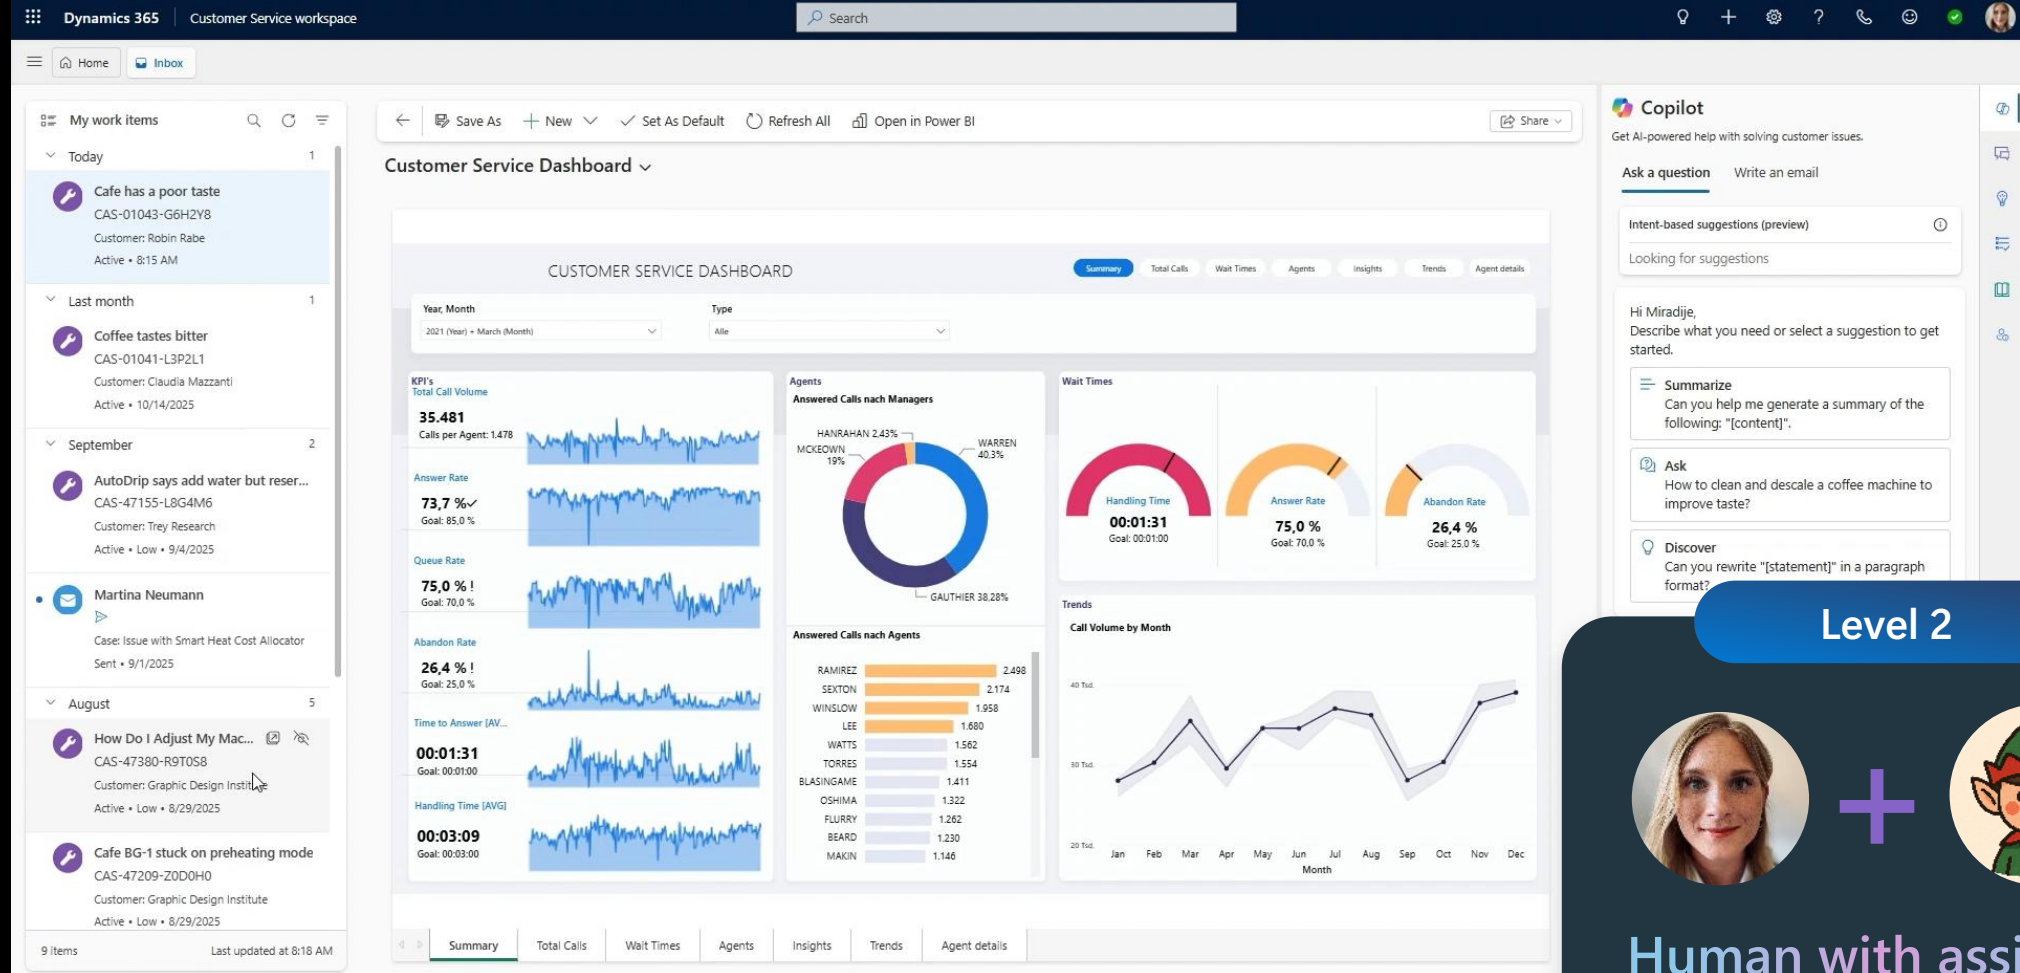 Dynamics 365
Customer Service workspace
Search
Home
Inbox
My work items
Today 1
Cafe has a poor taste
CAS-01043-G6H2Y8
Customer: Robin Rabe
Active • 8:15 AM
Last month 1
Coffee tastes bitter
CAS-01041-L3P2L1
Customer: Claudia Mazzanti
Active • 10/14/2025
September 2
AutoDrip says add water but reser...
CAS-47155-L8G4M6
Customer: Trey Research
Active • Low • 9/4/2025
Martina Neumann
Case: Issue with Smart Heat Cost Allocator
Sent • 9/1/2025
August 5
How Do I Adjust My Mac...
CAS-47380-R9T0S8
Customer: Graphic Design Institute
Active • Low • 8/29/2025
Cafe BG-1 stuck on preheating mode
CAS-47209-Z0D0H0
Customer: Graphic Design Institute
Active • Low • 8/29/2025
9 items Last updated at 8:18 AM
Save As
New
Set As Default
Refresh All
Open in Power BI
Share
Customer Service Dashboard
CUSTOMER SERVICE DASHBOARD
Summary Total Calls Wait Times Agents Insights Trends Agent details
Year, Month
2021 (Year) + March (Month)
Type
Alle
KPI's
Total Call Volume
35.481
Calls per Agent: 1.478
Answer Rate
73,7 %
Goal: 85,0 %
Queue Rate
75,0 % !
Goal: 70,0 %
Abandon Rate
26,4 % !
Goal: 25,0 %
Time to Answer [AV...
00:01:31
Goal: 00:01:00
Handling Time [AVG]
00:03:09
Goal: 00:03:00
Agents
Answered Calls nach Managers
HANRAHAN 2,43%
MCKEOWN
19%
WARREN
40,3%
GAUTHIER 38,28%
Answered Calls nach Agents
RAMIREZ 2.498
SEXTON 2.174
WINSLOW 1.958
LEE 1.680
WATTS 1.562
TORRES 1.554
BLASINGAME 1.411
OSHIMA 1.322
FLURRY 1.262
BEARD 1.230
MAKIN 1.146
Wait Times
Handling Time
00:01:31
Goal: 00:01:00
Answer Rate
75,0 %
Goal: 70,0 %
Abandon Rate
26,4 %
Goal: 25,0 %
Trends
Call Volume by Month
40 Tsd.
30 Tsd.
20 Tsd.
Jan Feb Mar Apr May Jun Jul Aug Sep Oct Nov Dec
Month
Summary Total Calls Wait Times Agents Insights Trends Agent details
Copilot
Get AI-powered help with solving customer issues.
Ask a question Write an email
Intent-based suggestions (preview)
Looking for suggestions
Hi Miradije,
Describe what you need or select a suggestion to get
started.
Summarize
Can you help me generate a summary of the
following: "[content]".
Ask
How to clean and descale a coffee machine to
improve taste?
Discover
Can you rewrite "[statement]" in a paragraph
format?
Level 2
Human with assi